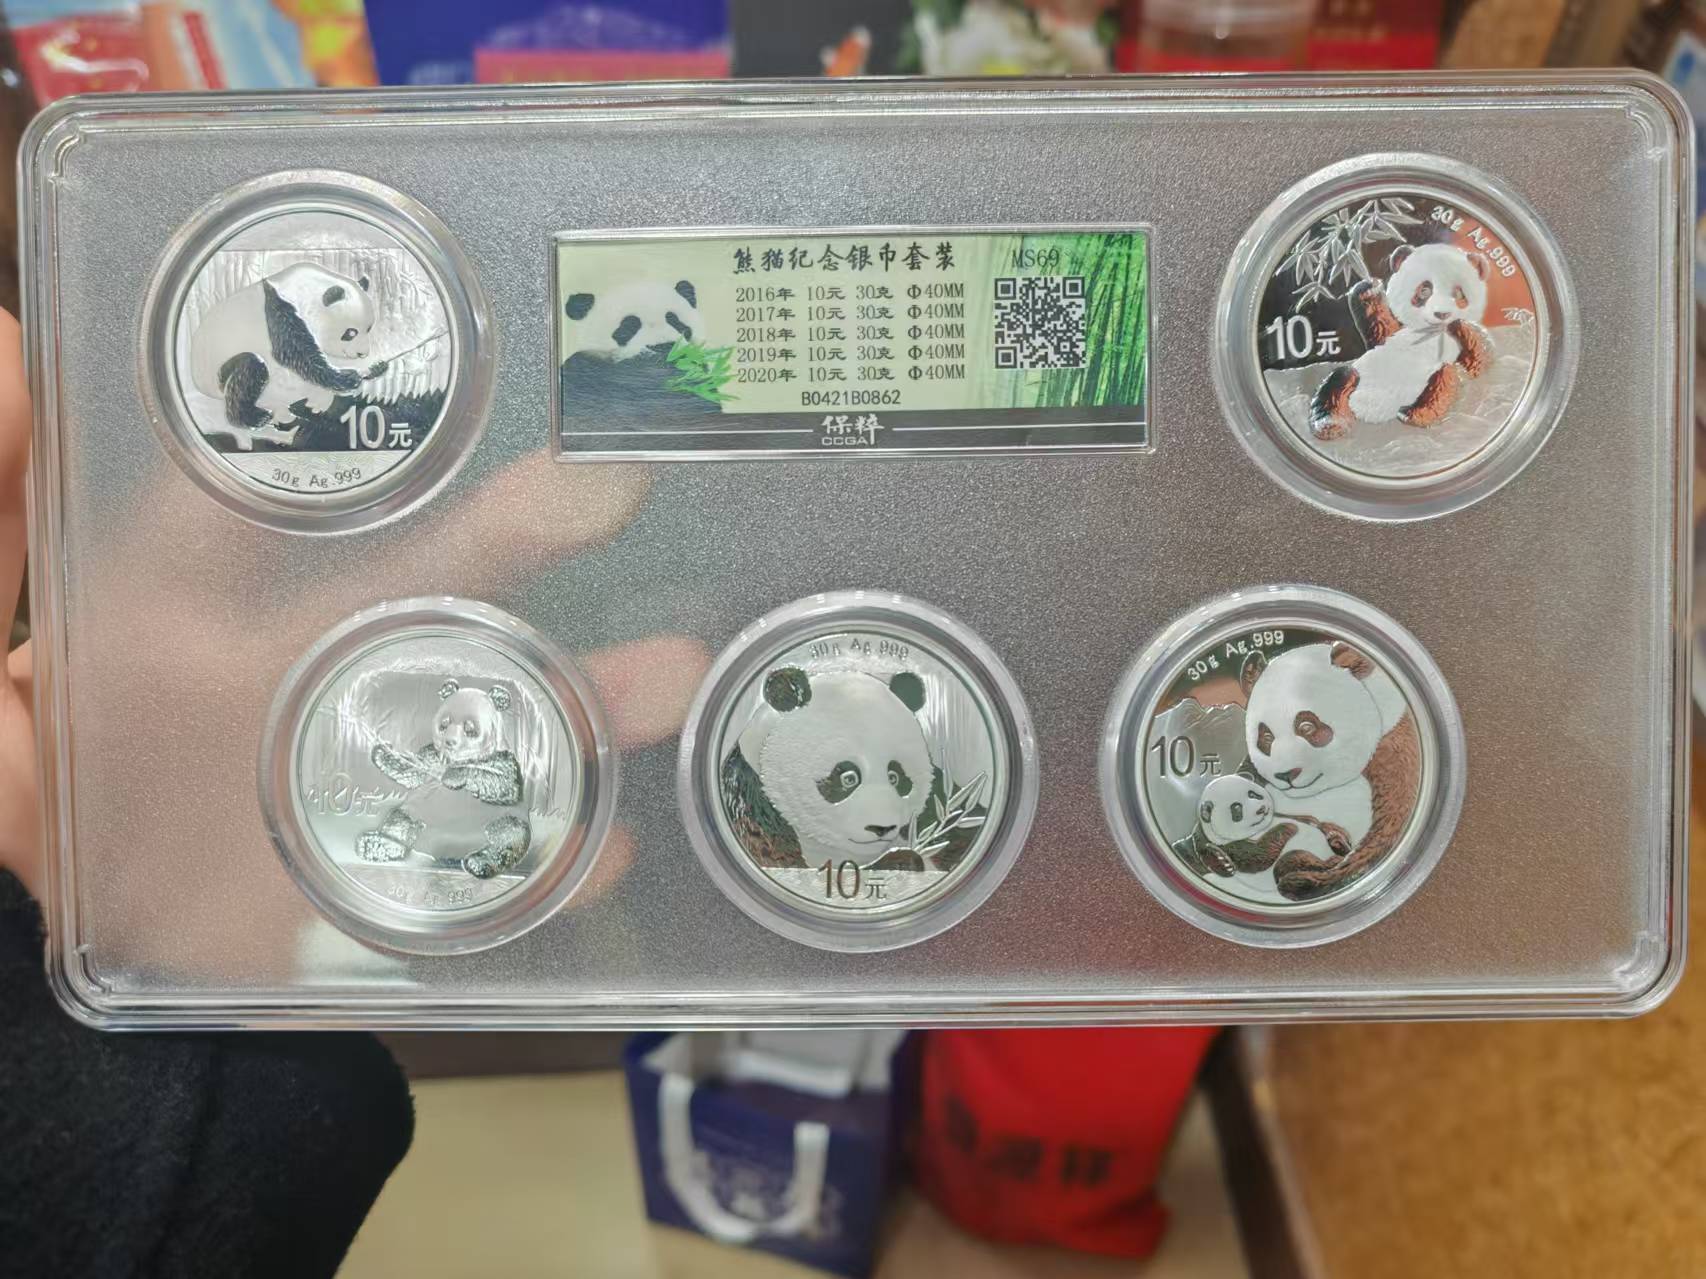 熊猫纪念银币套装 MS69
2016年 10元 30克 Φ40MM
2017年 10元 30克 Φ40MM
2018年 10元 30克 Φ40MM
2019年 10元 30克 Φ40MM
2020年 10元 30克 Φ40MM
B0421B0862
保粹
CCGA
10元
30g Ag.999
30g Ag.999
10元
10元
30g Ag.999
30g Ag.999
10元
30g Ag.999
10元